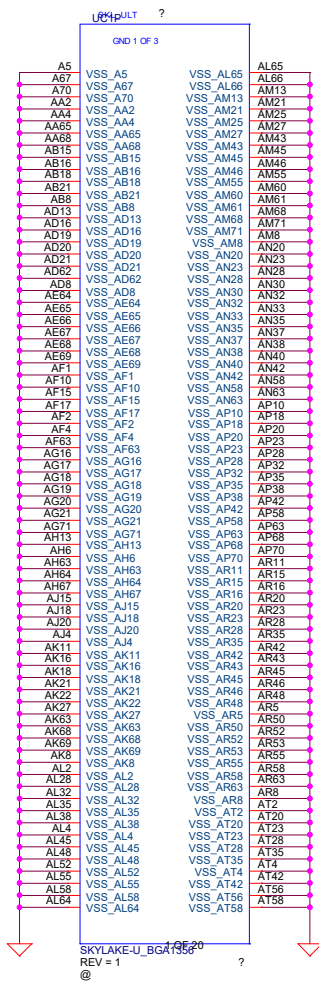 SKL_ULT
UC1P ?
GND 1 OF 3
A5 VSS_A5 VSS_AL65 AL65
A67 VSS_A67 VSS_AL66 AL66
A70 VSS_A70 VSS_AM13 AM13
AA2 VSS_AA2 VSS_AM21 AM21
AA4 VSS_AA4 VSS_AM25 AM25
AA65 VSS_AA65 VSS_AM27 AM27
AA68 VSS_AA68 VSS_AM43 AM43
AB15 VSS_AB15 VSS_AM45 AM45
AB16 VSS_AB16 VSS_AM46 AM46
AB18 VSS_AB18 VSS_AM55 AM55
AB21 VSS_AB21 VSS_AM60 AM60
AB8 VSS_AB8 VSS_AM61 AM61
AD13 VSS_AD13 VSS_AM68 AM68
AD16 VSS_AD16 VSS_AM71 AM71
AD19 VSS_AD19 VSS_AM8 AM8
AD20 VSS_AD20 VSS_AN20 AN20
AD21 VSS_AD21 VSS_AN23 AN23
AD62 VSS_AD62 VSS_AN28 AN28
AD8 VSS_AD8 VSS_AN30 AN30
AE64 VSS_AE64 VSS_AN32 AN32
AE65 VSS_AE65 VSS_AN33 AN33
AE66 VSS_AE66 VSS_AN35 AN35
AE67 VSS_AE67 VSS_AN37 AN37
AE68 VSS_AE68 VSS_AN38 AN38
AE69 VSS_AE69 VSS_AN40 AN40
AF1 VSS_AF1 VSS_AN42 AN42
AF10 VSS_AF10 VSS_AN58 AN58
AF15 VSS_AF15 VSS_AN63 AN63
AF17 VSS_AF17 VSS_AP10 AP10
AF2 VSS_AF2 VSS_AP18 AP18
AF4 VSS_AF4 VSS_AP20 AP20
AF63 VSS_AF63 VSS_AP23 AP23
AG16 VSS_AG16 VSS_AP28 AP28
AG17 VSS_AG17 VSS_AP32 AP32
AG18 VSS_AG18 VSS_AP35 AP35
AG19 VSS_AG19 VSS_AP38 AP38
AG20 VSS_AG20 VSS_AP42 AP42
AG21 VSS_AG21 VSS_AP58 AP58
AG71 VSS_AG71 VSS_AP63 AP63
AH13 VSS_AH13 VSS_AP68 AP68
AH6 VSS_AH6 VSS_AP70 AP70
AH63 VSS_AH63 VSS_AR11 AR11
AH64 VSS_AH64 VSS_AR15 AR15
AH67 VSS_AH67 VSS_AR16 AR16
AJ15 VSS_AJ15 VSS_AR20 AR20
AJ18 VSS_AJ18 VSS_AR23 AR23
AJ20 VSS_AJ20 VSS_AR28 AR28
AJ4 VSS_AJ4 VSS_AR35 AR35
AK11 VSS_AK11 VSS_AR42 AR42
AK16 VSS_AK16 VSS_AR43 AR43
AK18 VSS_AK18 VSS_AR45 AR45
AK21 VSS_AK21 VSS_AR46 AR46
AK22 VSS_AK22 VSS_AR48 AR48
AK27 VSS_AK27 VSS_AR5 AR5
AK63 VSS_AK63 VSS_AR50 AR50
AK68 VSS_AK68 VSS_AR52 AR52
AK69 VSS_AK69 VSS_AR53 AR53
AK8 VSS_AK8 VSS_AR55 AR55
AL2 VSS_AL2 VSS_AR58 AR58
AL28 VSS_AL28 VSS_AR63 AR63
AL32 VSS_AL32 VSS_AR8 AR8
AL35 VSS_AL35 VSS_AT2 AT2
AL38 VSS_AL38 VSS_AT20 AT20
AL4 VSS_AL4 VSS_AT23 AT23
AL45 VSS_AL45 VSS_AT28 AT28
AL48 VSS_AL48 VSS_AT35 AT35
AL52 VSS_AL52 VSS_AT4 AT4
AL55 VSS_AL55 VSS_AT42 AT42
AL58 VSS_AL58 VSS_AT56 AT56
AL64 VSS_AL64 VSS_AT58 AT58
1 OF 20
SKYLAKE-U_BGA1356
REV = 1 ?
@